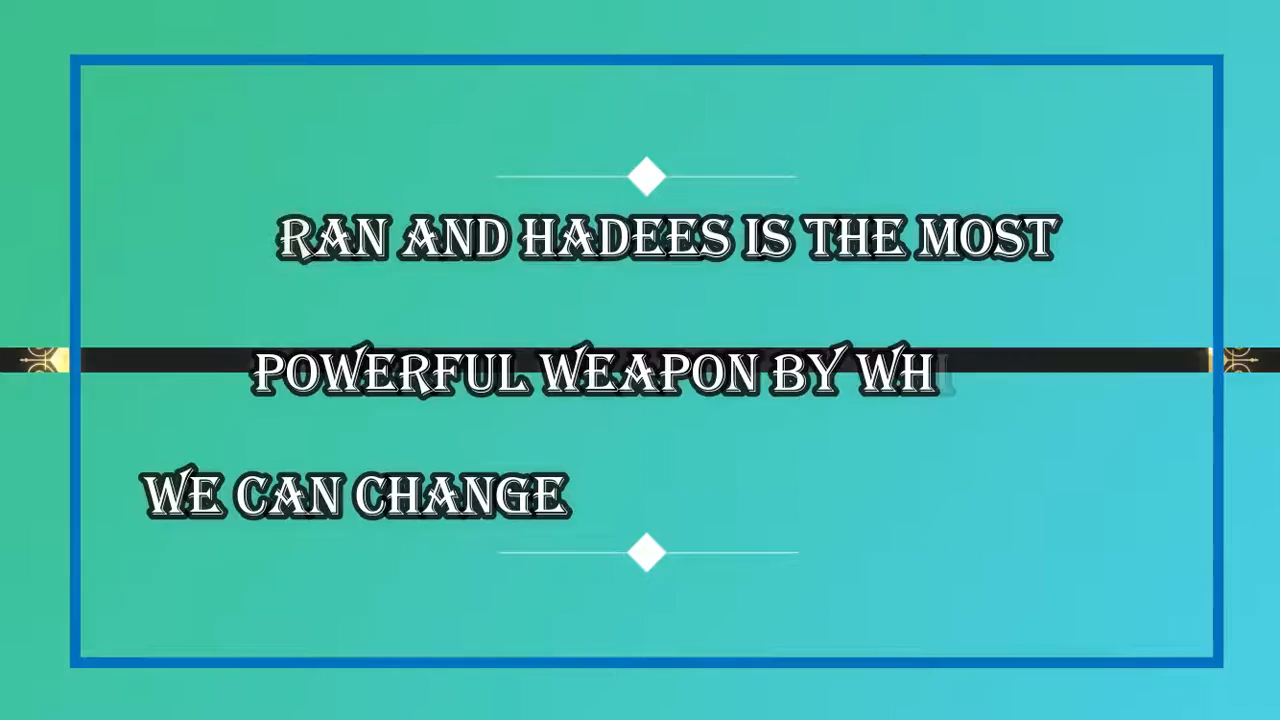 RAN AND HADEES IS THE MOST
POWERFUL WEAPON BY WH
WE CAN CHANGE